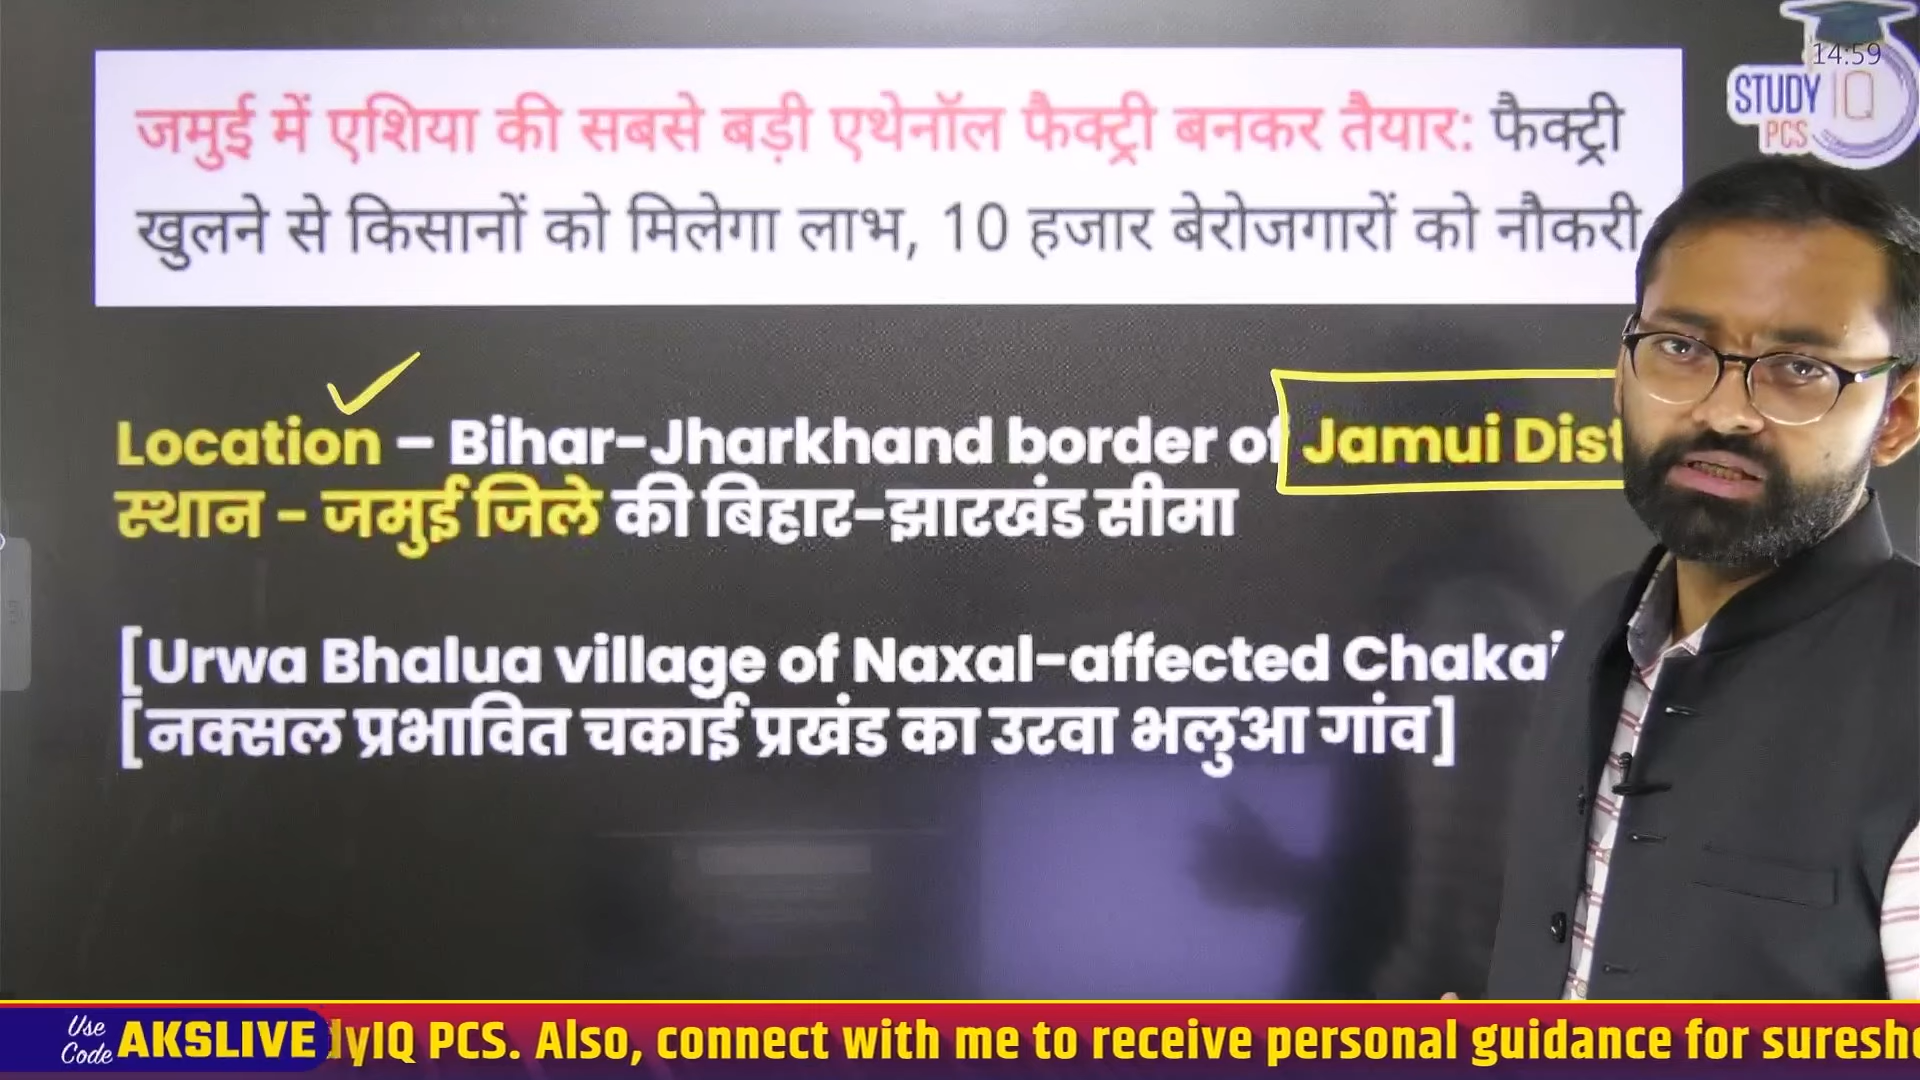 14:59
STUDY IQ
PCS
जमुई में एशिया की सबसे बड़ी एथेनॉल फैक्ट्री बनकर तैयार: फैक्ट्री
खुलने से किसानों को मिलेगा लाभ, 10 हजार बेरोजगारों को नौकरी
Location – Bihar-Jharkhand border of Jamui Dist
स्थान - जमुई जिले की बिहार-झारखंड सीमा
[Urwa Bhalua village of Naxal-affected Chakai
[नक्सल प्रभावित चकाई प्रखंड का उरवा भलुआ गांव]
Use Code AKSLIVE
dyIQ PCS. Also, connect with me to receive personal guidance for suresh